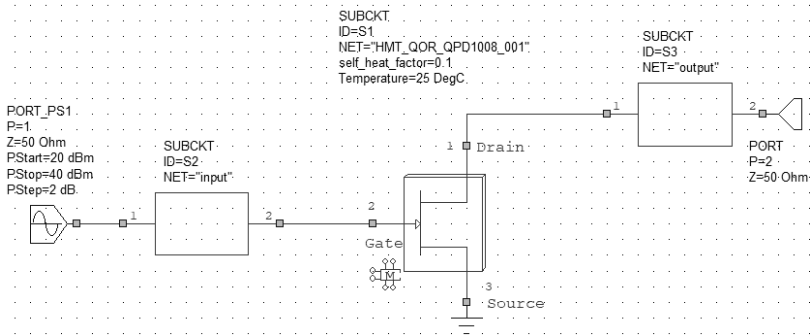 SUBCKT
ID=S1
NET="HMT_QOR_QPD1008_001"
self_heat_factor=0.1
Temperature=25 DegC
SUBCKT
ID=S3
NET="output"
1
2
PORT
P=2
Z=50 Ohm
PORT_PS1
P=1
Z=50 Ohm
PStart=20 dBm
PStop=40 dBm
PStep=2 dB
SUBCKT
ID=S2
NET="input"
1
2
1 Drain
2
Gate
M
3
Source